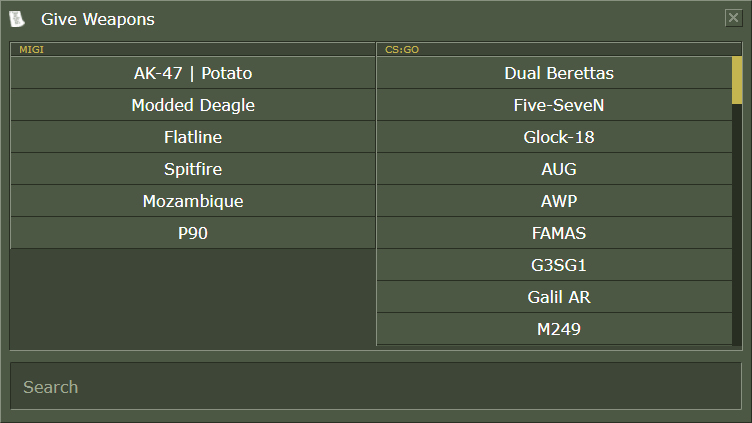 Give Weapons
MIGI
AK-47 | Potato
Modded Deagle
Flatline
Spitfire
Mozambique
P90
CS:GO
Dual Berettas
Five-SeveN
Glock-18
AUG
AWP
FAMAS
G3SG1
Galil AR
M249
Search